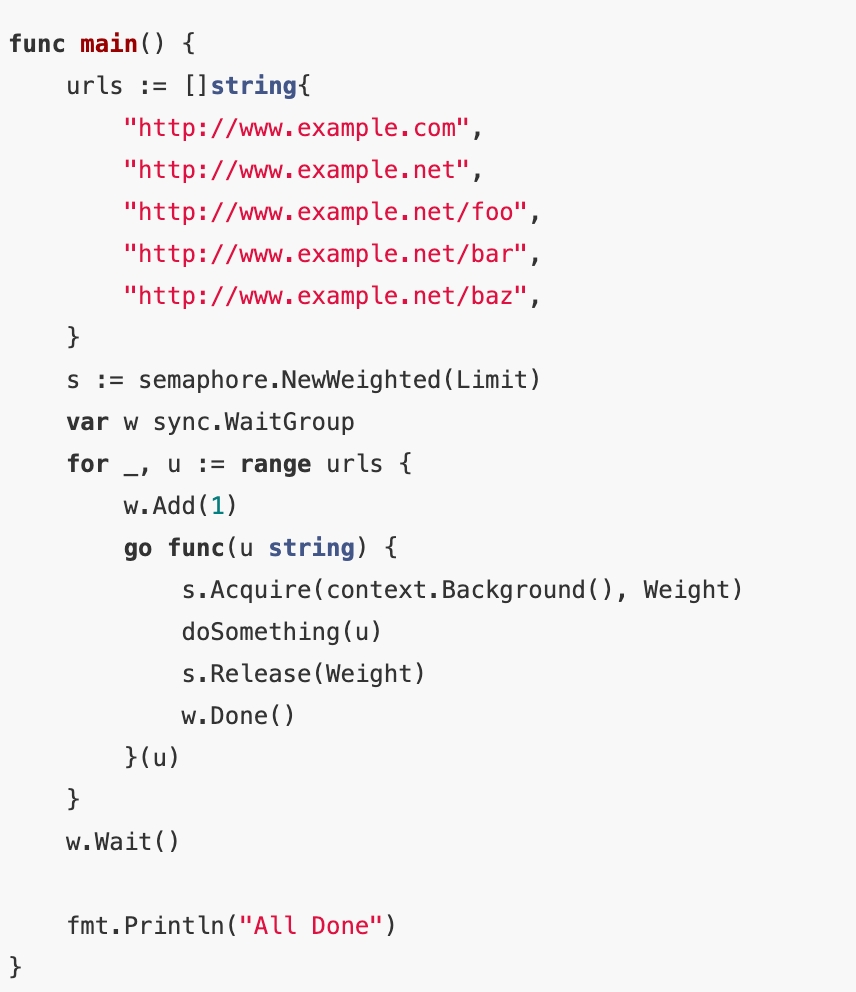 func main() {
    urls := []string{
        "http://www.example.com",
        "http://www.example.net",
        "http://www.example.net/foo",
        "http://www.example.net/bar",
        "http://www.example.net/baz",
    }
    s := semaphore.NewWeighted(Limit)
    var w sync.WaitGroup
    for _, u := range urls {
        w.Add(1)
        go func(u string) {
            s.Acquire(context.Background(), Weight)
            doSomething(u)
            s.Release(Weight)
            w.Done()
        }(u)
    }
    w.Wait()

    fmt.Println("All Done")
}